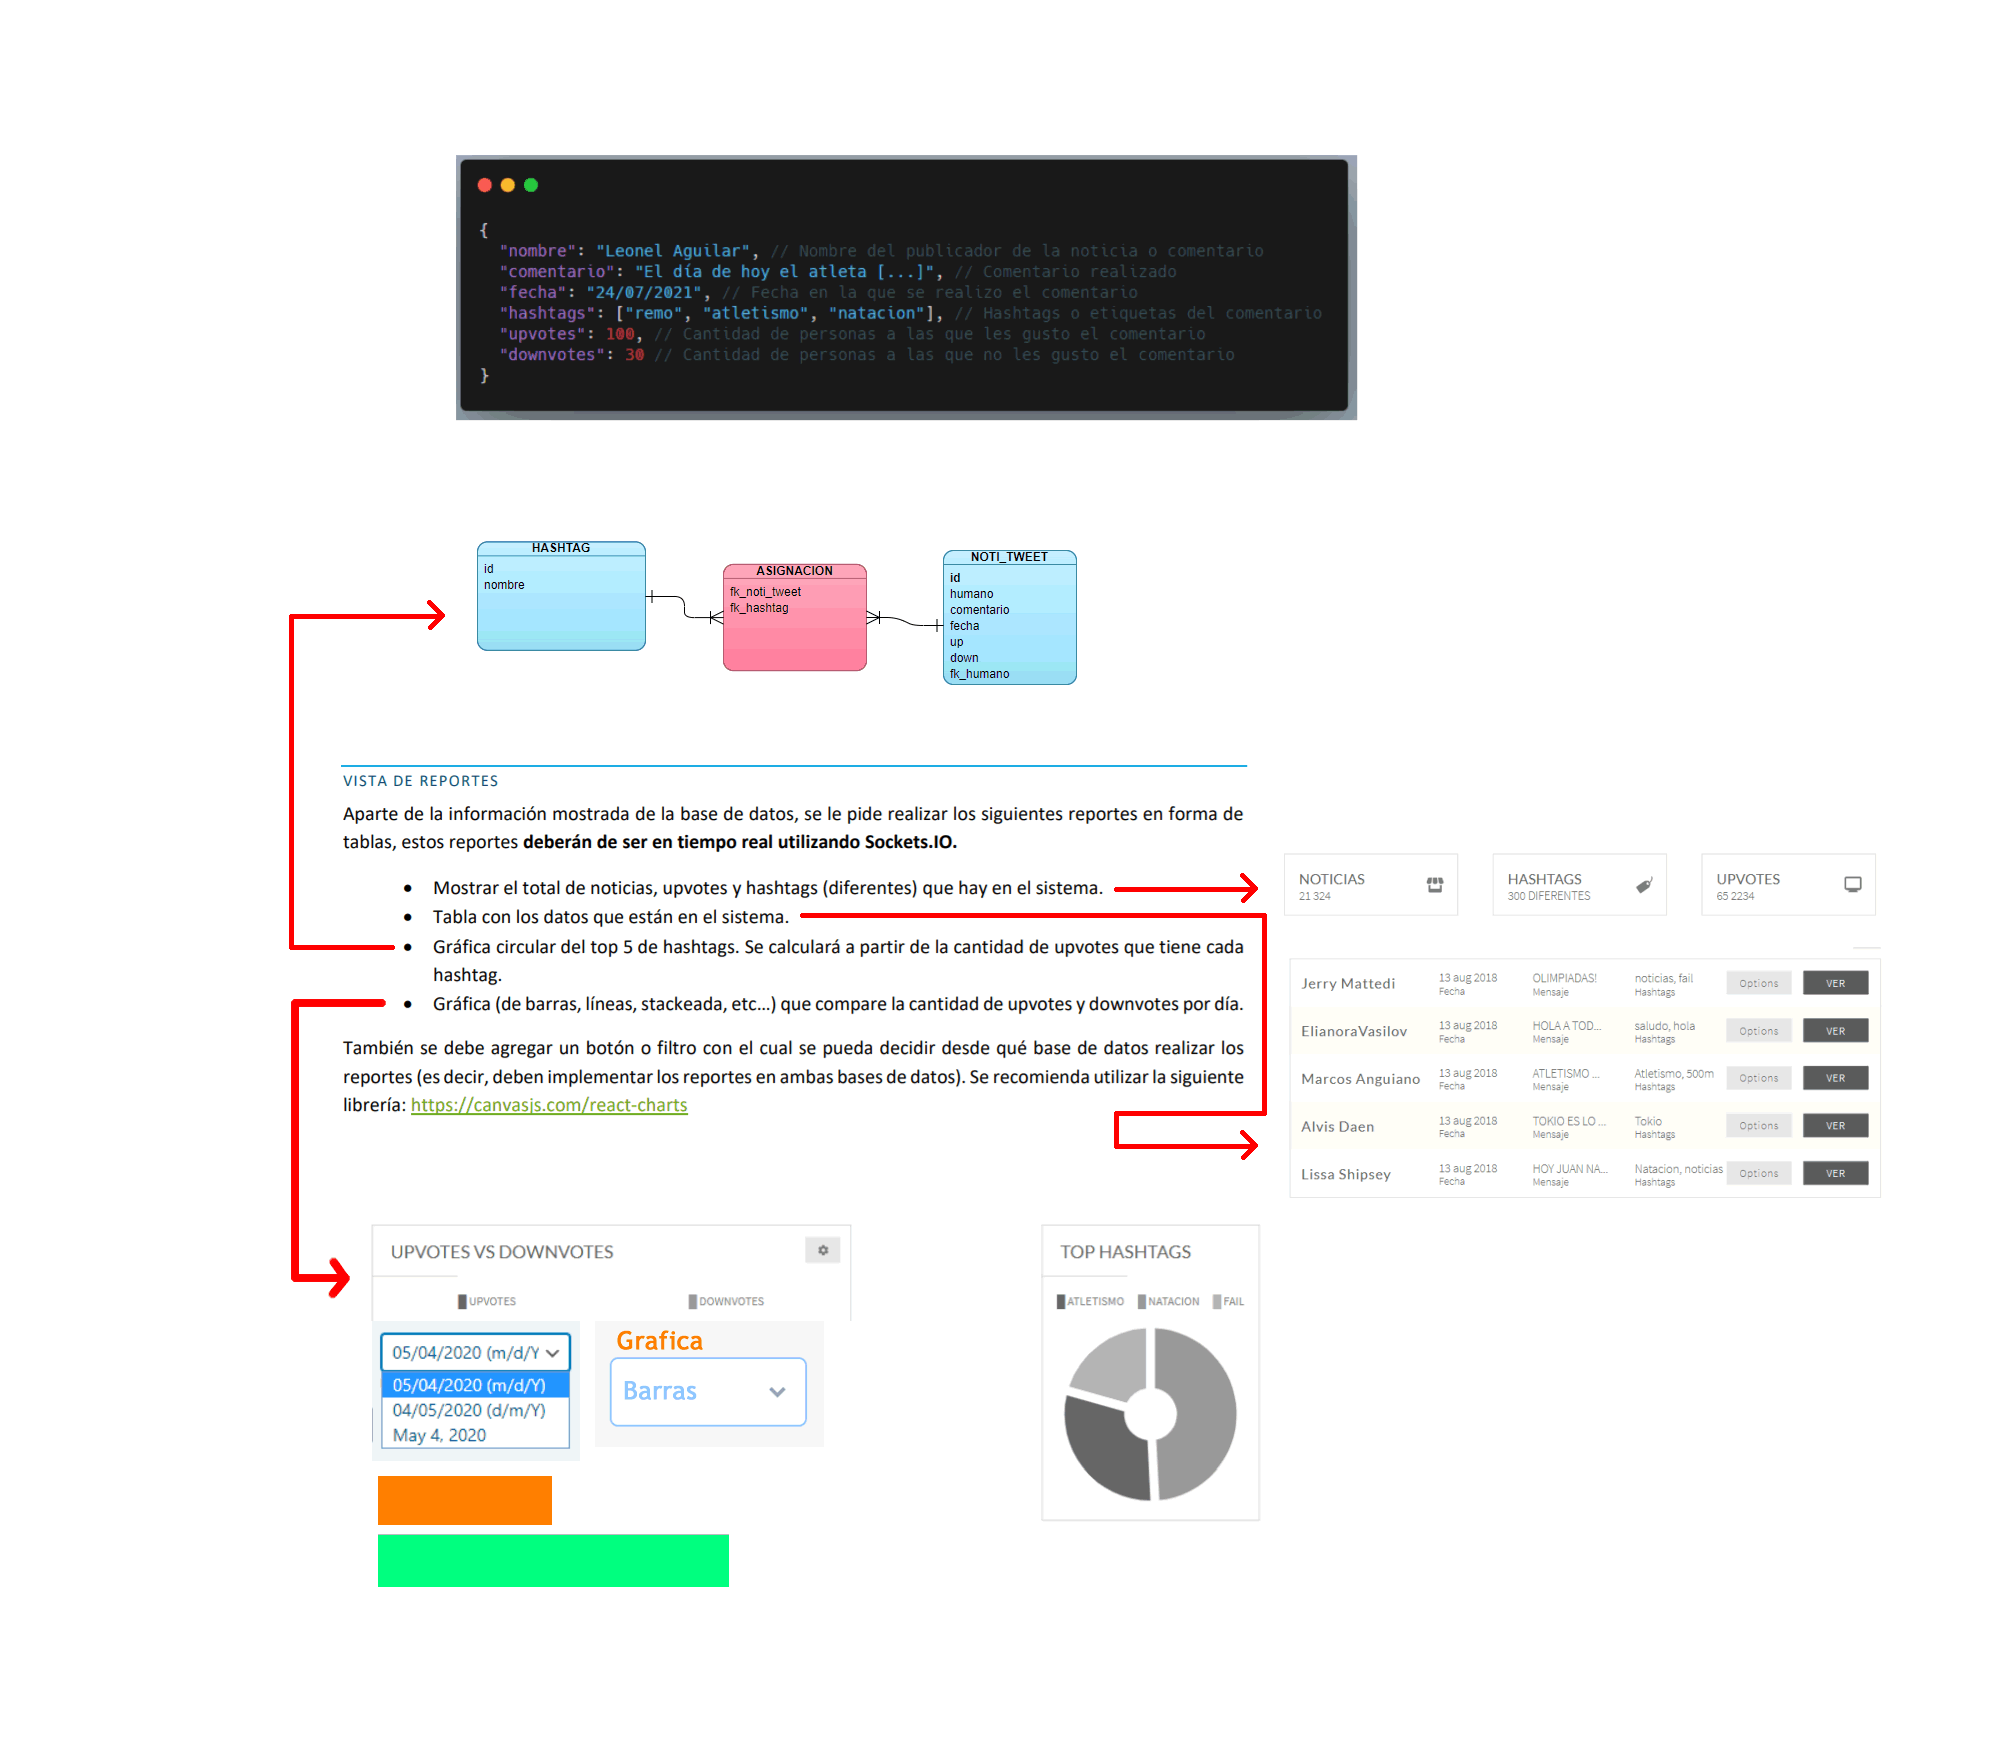 {
"nombre": "Leonel Aguilar", // Nombre del publicador de la noticia o comentario
"comentario": "El día de hoy el atleta [...]", // Comentario realizado
"fecha": "24/07/2021", // Fecha en la que se realizo el comentario
"hashtags": ["remo", "atletismo", "natacion"], // Hashtags o etiquetas del comentario
"upvotes": 100, // Cantidad de personas a las que les gusto el comentario
"downvotes": 30 // Cantidad de personas a las que no les gusto el comentario
}
HASHTAG
id
nombre
ASIGNACION
fk_noti_tweet
fk_hashtag
NOTI_TWEET
id
humano
comentario
fecha
up
down
fk_humano
VISTA DE REPORTES
Aparte de la información mostrada de la base de datos, se le pide realizar los siguientes reportes en forma de
tablas, estos reportes deberán de ser en tiempo real utilizando Sockets.IO.
• Mostrar el total de noticias, upvotes y hashtags (diferentes) que hay en el sistema.
• Tabla con los datos que están en el sistema.
• Gráfica circular del top 5 de hashtags. Se calculará a partir de la cantidad de upvotes que tiene cada
hashtag.
• Gráfica (de barras, líneas, stackeada, etc...) que compare la cantidad de upvotes y downvotes por día.
También se debe agregar un botón o filtro con el cual se pueda decidir desde qué base de datos realizar los
reportes (es decir, deben implementar los reportes en ambas bases de datos). Se recomienda utilizar la siguiente
librería: https://canvasjs.com/react-charts
NOTICIAS
21 324
HASHTAGS
300 DIFERENTES
UPVOTES
65 2234
Jerry Mattedi 13 aug 2018 OLIMPIADAS! noticias, fail Options VER
Fecha Mensaje Hashtags
ElianoraVasilov 13 aug 2018 HOLA A TOD... saludo, hola Options VER
Fecha Mensaje Hashtags
Marcos Anguiano 13 aug 2018 ATLETISMO ... Atletismo, 500m Options VER
Fecha Mensaje Hashtags
Alvis Daen 13 aug 2018 TOKIO ES LO ... Tokio Options VER
Fecha Mensaje Hashtags
Lissa Shipsey 13 aug 2018 HOY JUAN NA... Natacion, noticias Options VER
Fecha Mensaje Hashtags
UPVOTES VS DOWNVOTES
UPVOTES DOWNVOTES
05/04/2020 (m/d/Y
05/04/2020 (m/d/Y)
04/05/2020 (d/m/Y)
May 4, 2020
Grafica
Barras
TOP HASHTAGS
ATLETISMO NATACION FAIL